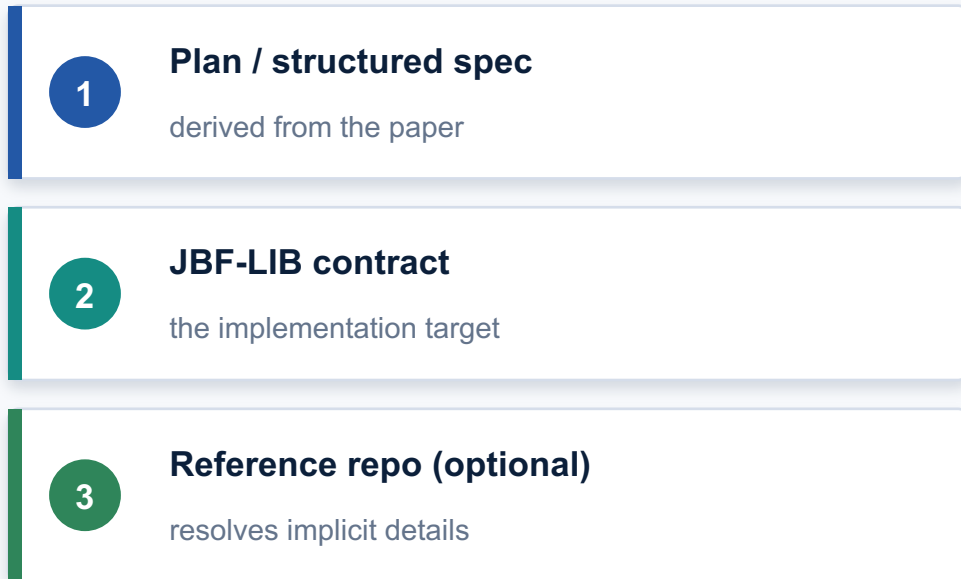 1
Plan / structured spec
derived from the paper
2
JBF-LIB contract
the implementation target
3
Reference repo (optional)
resolves implicit details